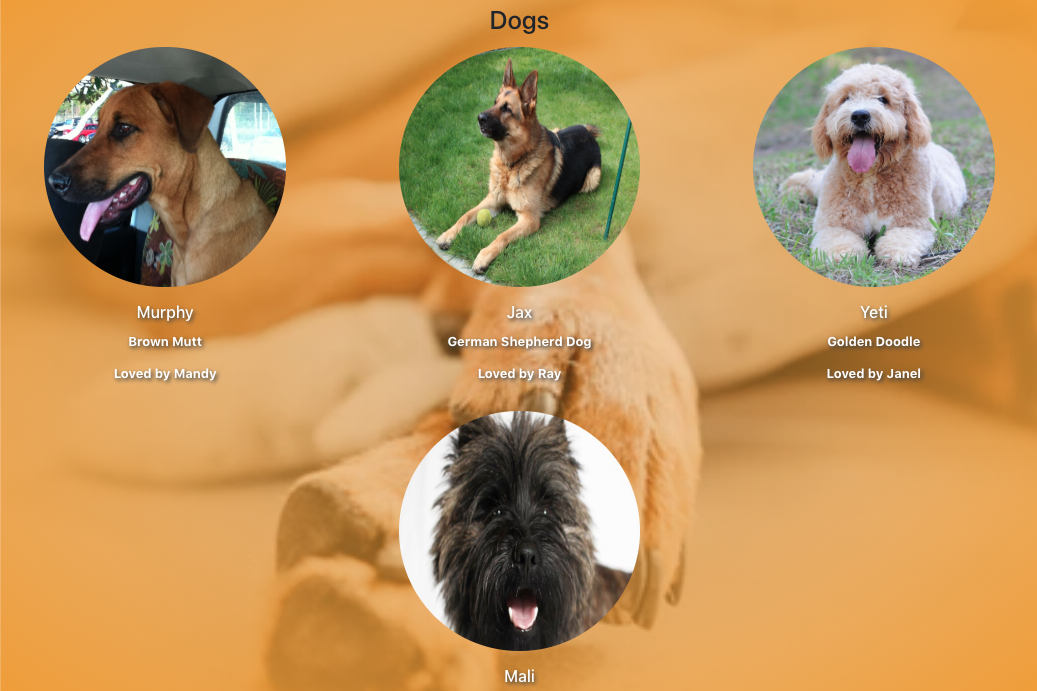 Dogs
Murphy
Brown Mutt
Loved by Mandy
Jax
German Shepherd Dog
Loved by Ray
Yeti
Golden Doodle
Loved by Janel
Mali